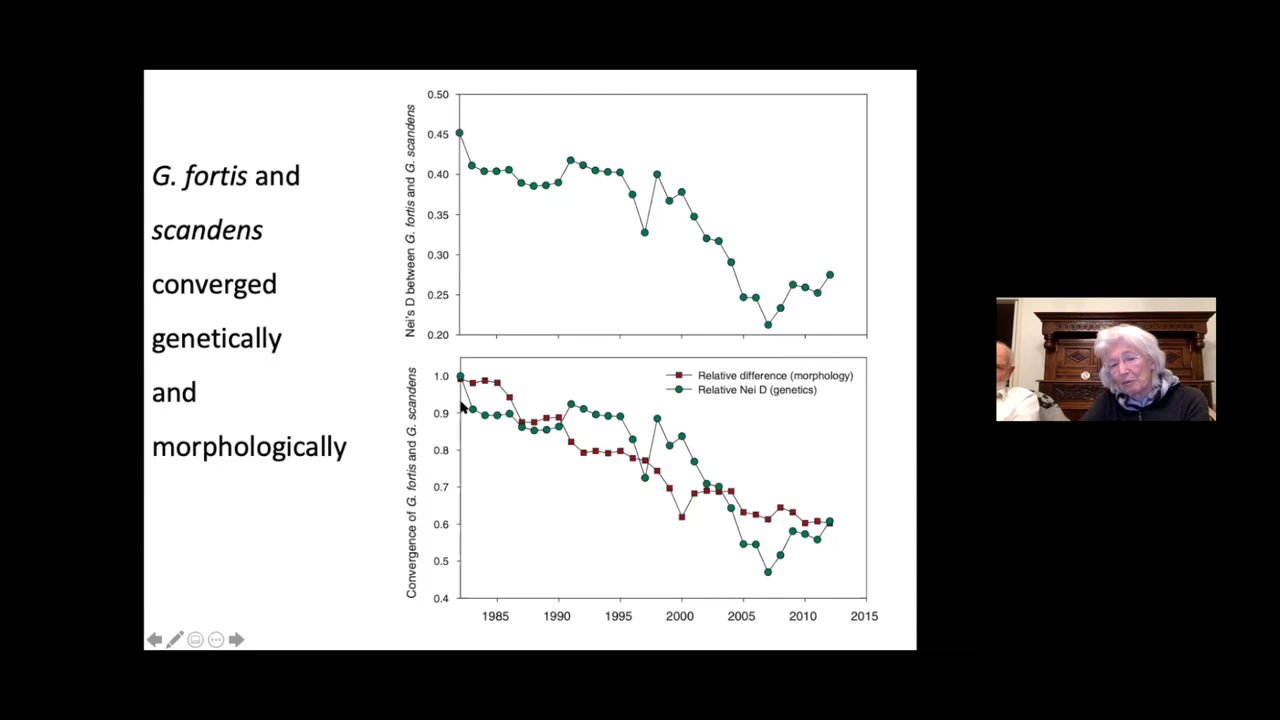 G. fortis and
scandens
converged
genetically
and
morphologically
Nei's D between G. fortis and G. scandens
0.50
0.45
0.40
0.35
0.30
0.25
0.20
Convergence of G. fortis and G. scandens
1.0
0.9
0.8
0.7
0.6
0.5
0.4
Relative difference (morphology)
Relative Nei D (genetics)
1985 1990 1995 2000 2005 2010 2015